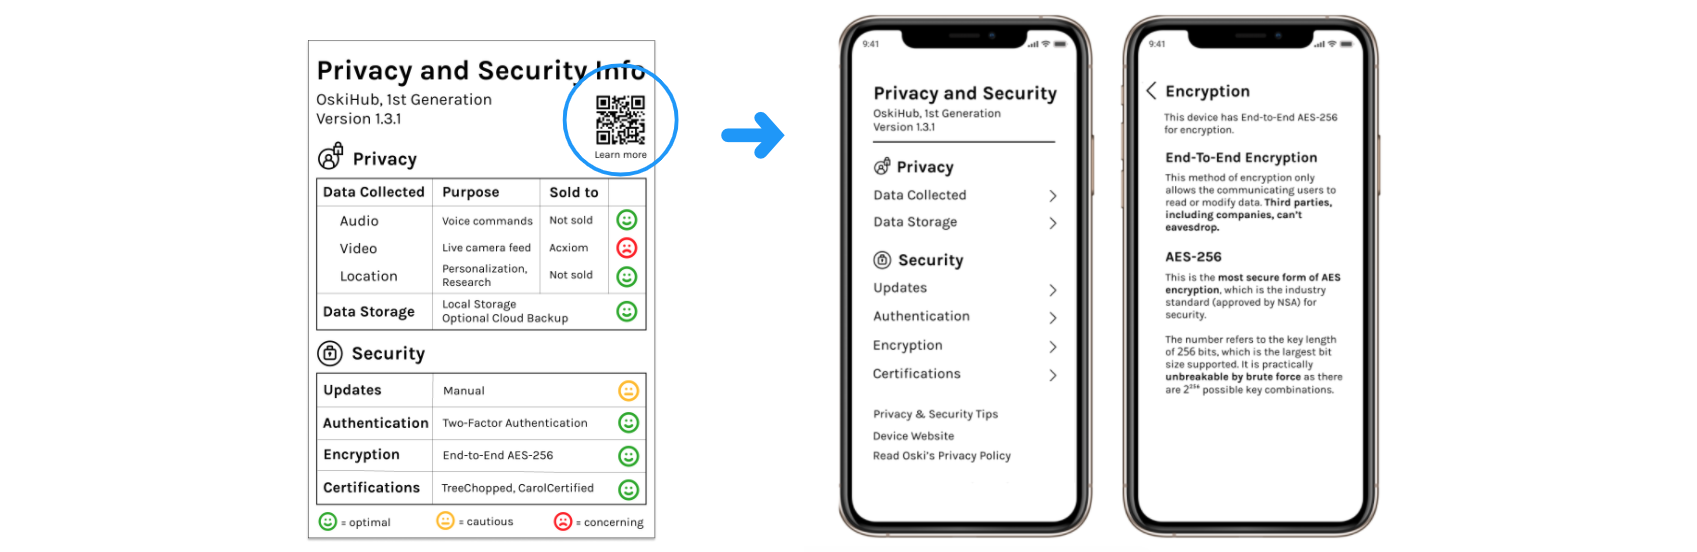 Privacy and Security Info
OskiHub, 1st Generation
Version 1.3.1
Learn more
Privacy
Data Collected Purpose Sold to
Audio Voice commands Not sold
Video Live camera feed Acxiom
Location Personalization, Research Not sold
Data Storage Local Storage
Optional Cloud Backup
Security
Updates Manual
Authentication Two-Factor Authentication
Encryption End-to-End AES-256
Certifications TreeChopped, CarolCertified
= optimal = cautious = concerning
9:41
Privacy and Security
OskiHub, 1st Generation
Version 1.3.1
Privacy
Data Collected
Data Storage
Security
Updates
Authentication
Encryption
Certifications
Privacy & Security Tips
Device Website
Read Oski's Privacy Policy
9:41
Encryption
This device has End-to-End AES-256
for encryption.
End-To-End Encryption
This method of encryption only
allows the communicating users to
read or modify data. Third parties,
including companies, can't
eavesdrop.
AES-256
This is the most secure form of AES
encryption, which is the industry
standard (approved by NSA) for
security.
The number refers to the key length
of 256 bits, which is the largest bit
size supported. It is practically
unbreakable by brute force as there
are 2²⁵⁶ possible key combinations.